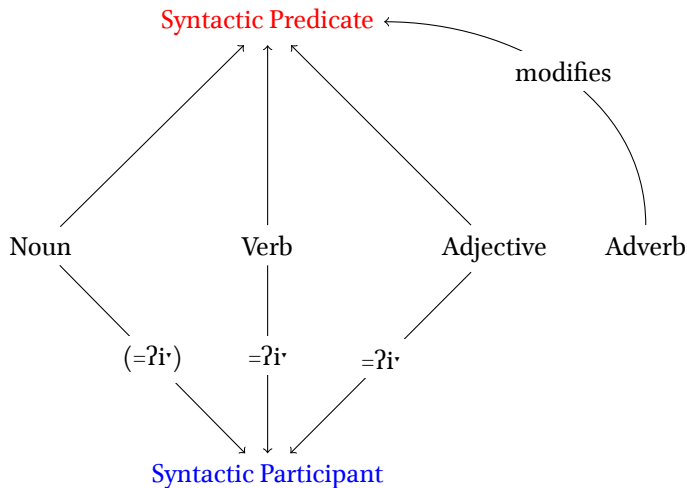 Syntactic Predicate
modifies
Noun Verb Adjective Adverb
(=ʔiˑ) =ʔiˑ =ʔiˑ
Syntactic Participant